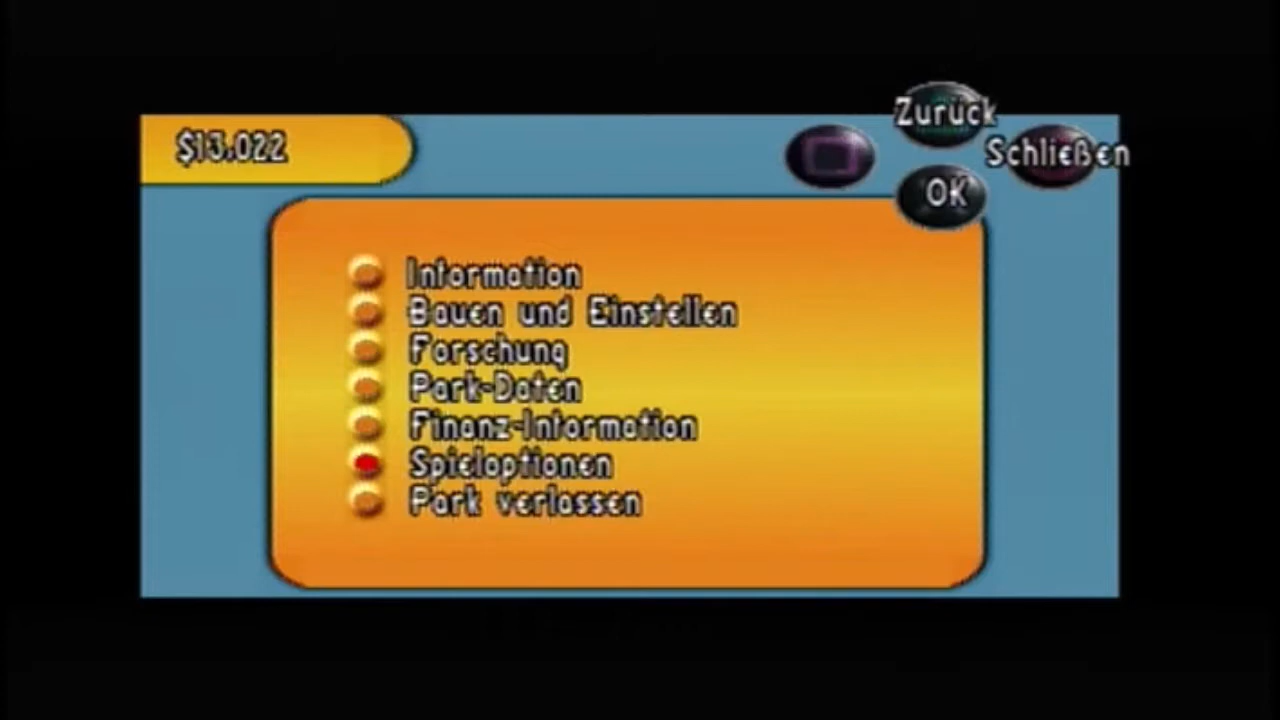 Zurück
$13.022
Schließen
OK
Information
Bauen und Einstellen
Forschung
Park-Daten
Finanz-Information
Spieloptionen
Park verlassen